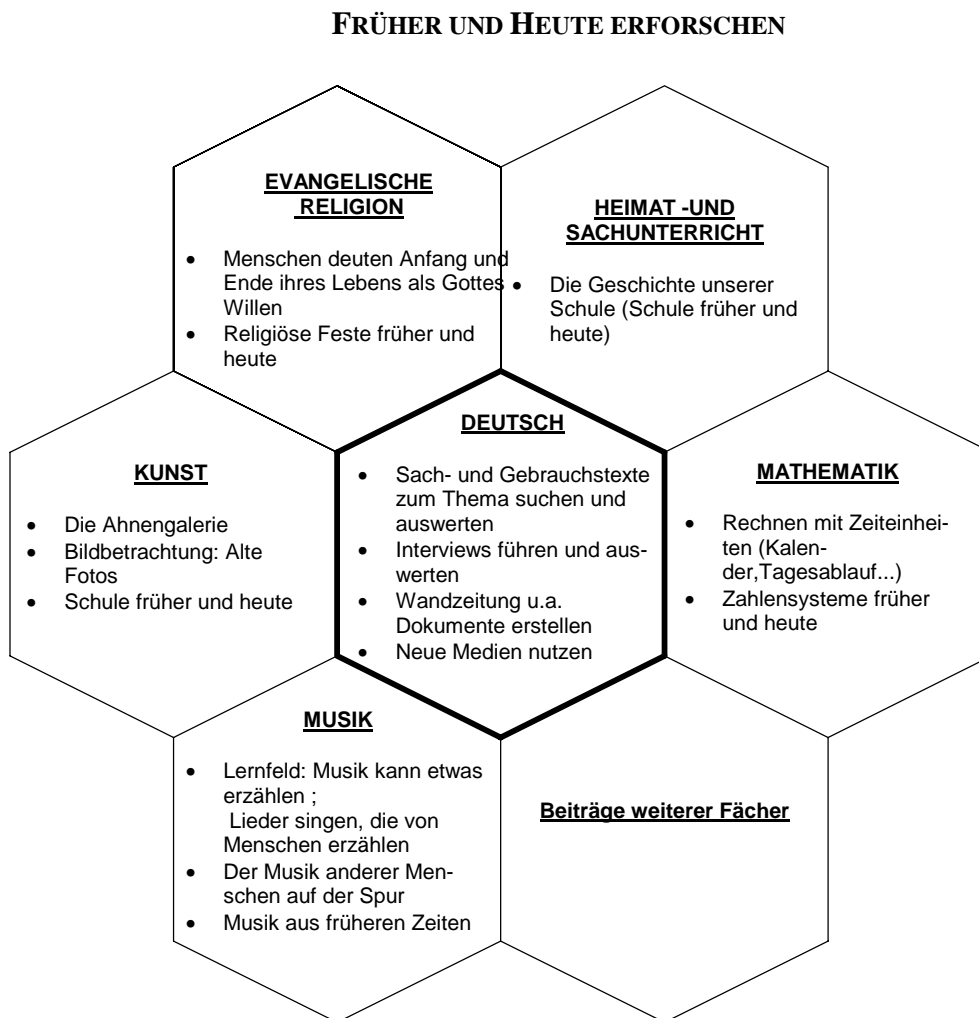 FRÜHER UND HEUTE ERFORSCHEN
EVANGELISCHE
RELIGION
• Menschen deuten Anfang und
Ende ihres Lebens als Gottes
Willen
• Religiöse Feste früher und
heute
HEIMAT -UND
SACHUNTERRICHT
• Die Geschichte unserer
Schule (Schule früher und
heute)
KUNST
• Die Ahnengalerie
• Bildbetrachtung: Alte
Fotos
• Schule früher und heute
DEUTSCH
• Sach- und Gebrauchstexte
zum Thema suchen und
auswerten
• Interviews führen und aus-
werten
• Wandzeitung u.a.
Dokumente erstellen
• Neue Medien nutzen
MATHEMATIK
• Rechnen mit Zeiteinhei-
ten (Kalen-
der,Tagesablauf...)
• Zahlensysteme früher
und heute
MUSIK
• Lernfeld: Musik kann etwas
erzählen ;
Lieder singen, die von
Menschen erzählen
• Der Musik anderer Men-
schen auf der Spur
• Musik aus früheren Zeiten
Beiträge weiterer Fächer